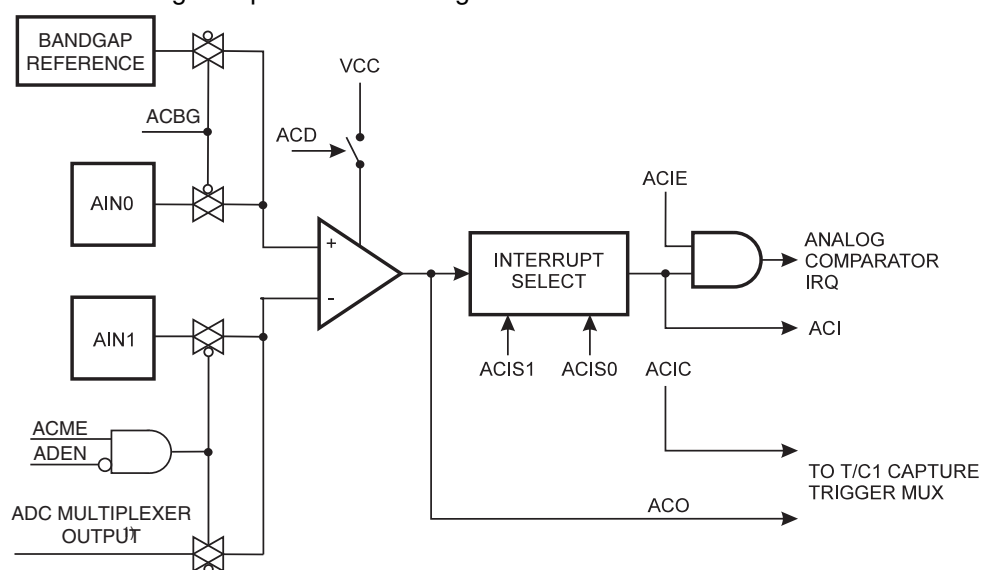 BANDGAP
REFERENCE
VCC
ACBG
ACD
AIN0
ACIE
+
INTERRUPT
SELECT
ANALOG
COMPARATOR
IRQ
-
AIN1
ACI
ACIS1
ACIS0
ACIC
ACME
ADEN
TO T/C1 CAPTURE
TRIGGER MUX
ADC MULTIPLEXER
OUTPUT
ACO